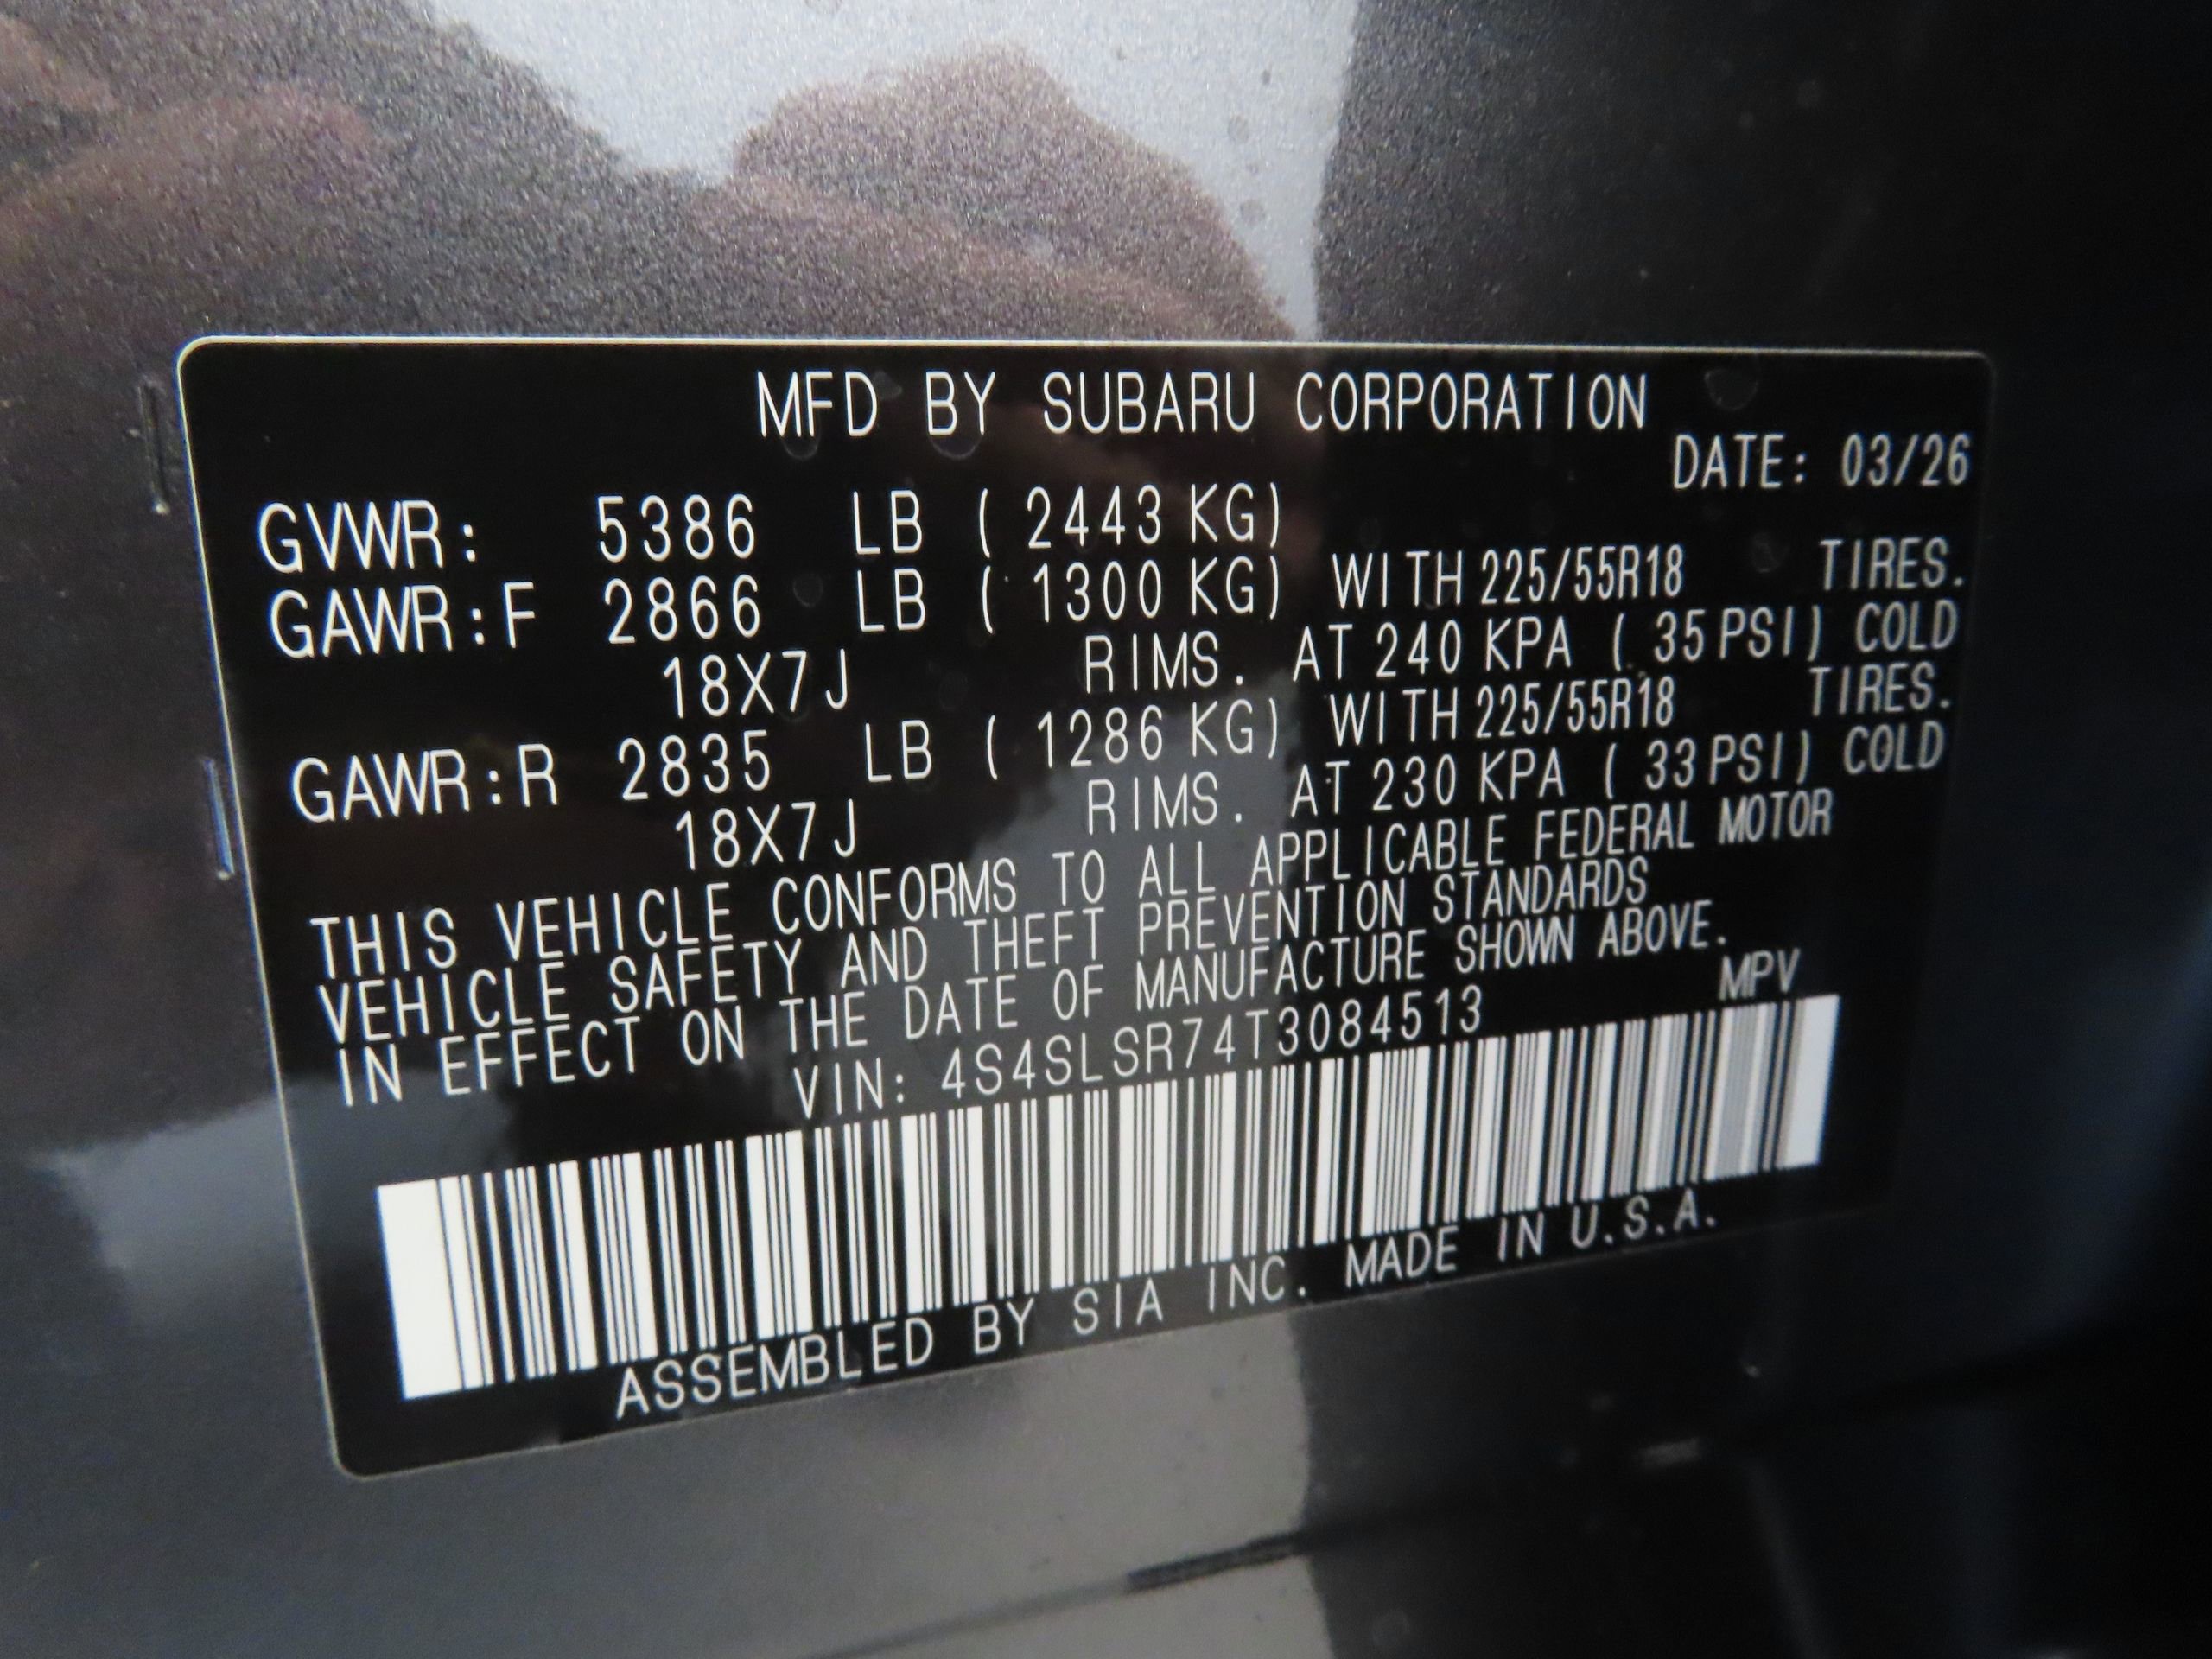 MFD BY SUBARU CORPORATION
DATE: 03/26
GVWR: 5386 LB ( 2443 KG)
GAWR:F 2866 LB ( 1300 KG) WITH 225/55R18 TIRES.
18X7J RIMS. AT 240 KPA ( 35 PSI) COLD
GAWR:R 2835 LB ( 1286 KG) WITH 225/55R18 TIRES.
18X7J RIMS. AT 230 KPA ( 33 PSI) COLD
THIS VEHICLE CONFORMS TO ALL APPLICABLE FEDERAL MOTOR
VEHICLE SAFETY AND THEFT PREVENTION STANDARDS
IN EFFECT ON THE DATE OF MANUFACTURE SHOWN ABOVE.
VIN: 4S4SLSR74T3084513 MPV
ASSEMBLED BY SIA INC. MADE IN U.S.A.